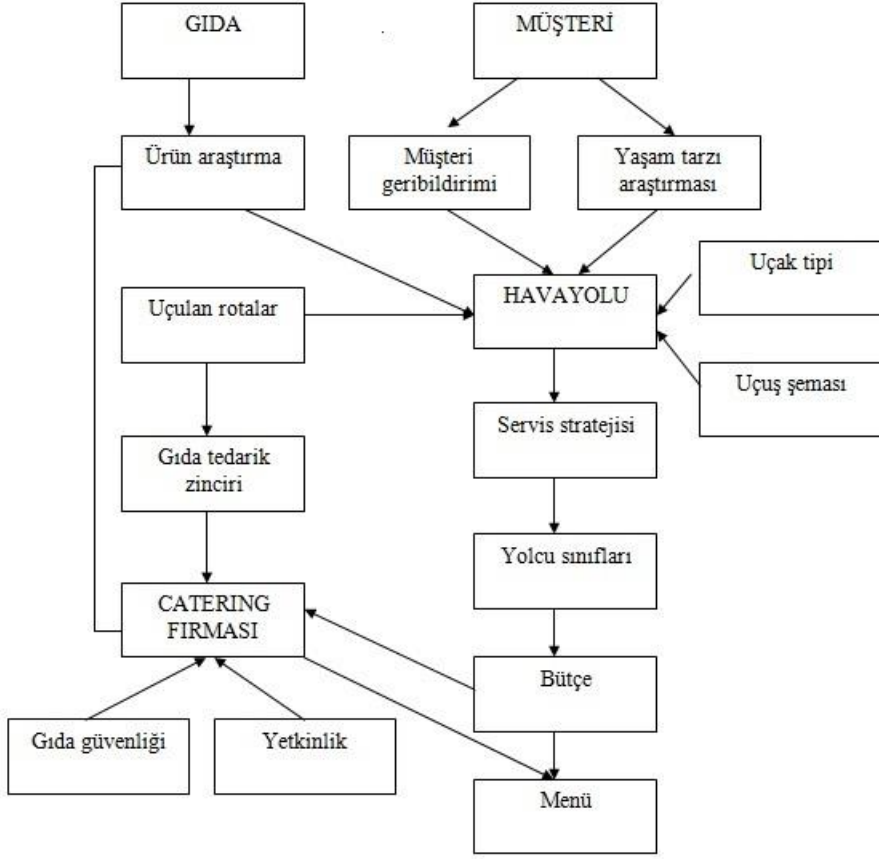 GIDA
MÜŞTERİ
Ürün araştırma
Müşteri
geribildirimi
Yaşam tarzı
araştırması
Uçak tipi
HAVAYOLU
Uçulan rotalar
Uçuş şeması
Servis stratejisi
Gıda tedarik
zinciri
Yolcu sınıfları
CATERING
FIRMASI
Bütçe
Gıda güvenliği
Yetkinlik
Menü